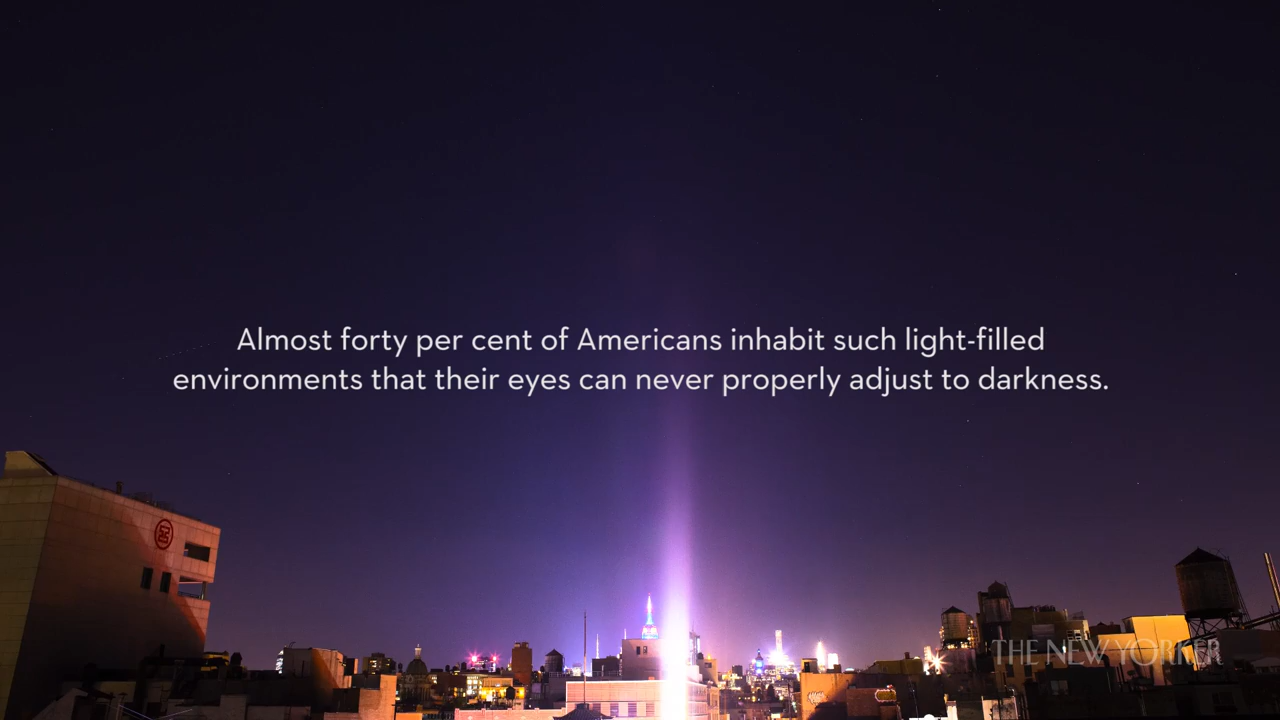 Almost forty per cent of Americans inhabit such light-filled
environments that their eyes can never properly adjust to darkness.
THE NEW YORKER